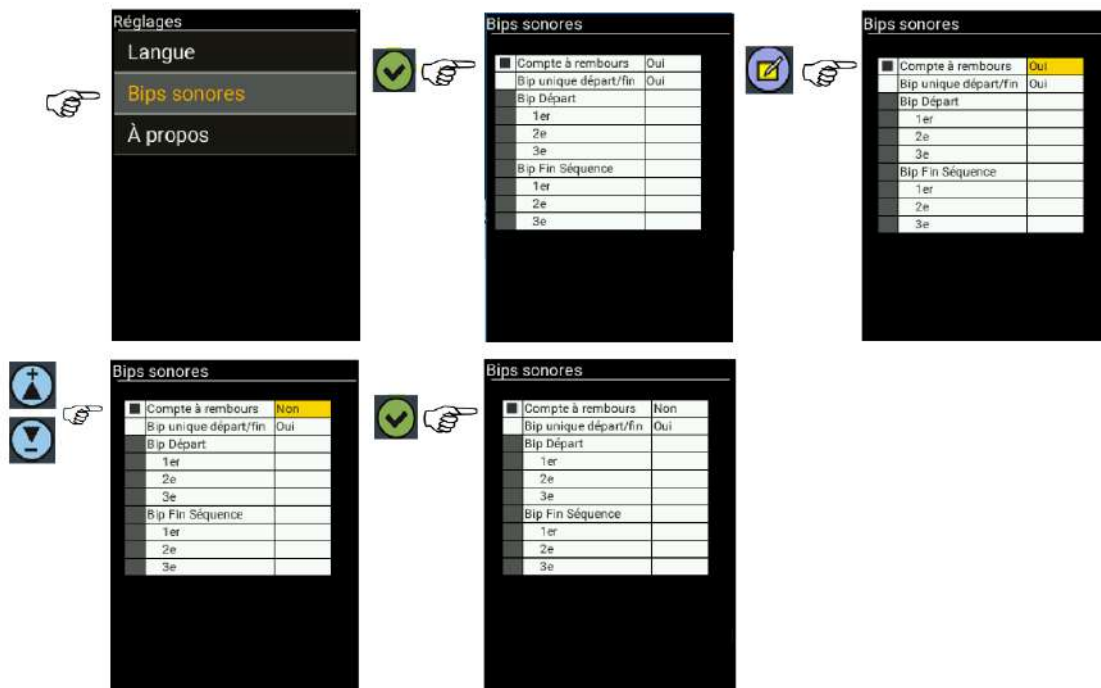 Réglages
Langue
Bips sonores
À propos
Bips sonores
Compte à rembours Oui
Bip unique départ/fin Oui
Bip Départ
1er
2e
3e
Bip Fin Séquence
1er
2e
3e
Bips sonores
Compte à rembours Oui
Bip unique départ/fin Oui
Bip Départ
1er
2e
3e
Bip Fin Séquence
1er
2e
3e
Bips sonores
Compte à rembours Non
Bip unique départ/fin Oui
Bip Départ
1er
2e
3e
Bip Fin Séquence
1er
2e
3e
Bips sonores
Compte à rembours Non
Bip unique départ/fin Oui
Bip Départ
1er
2e
3e
Bip Fin Séquence
1er
2e
3e